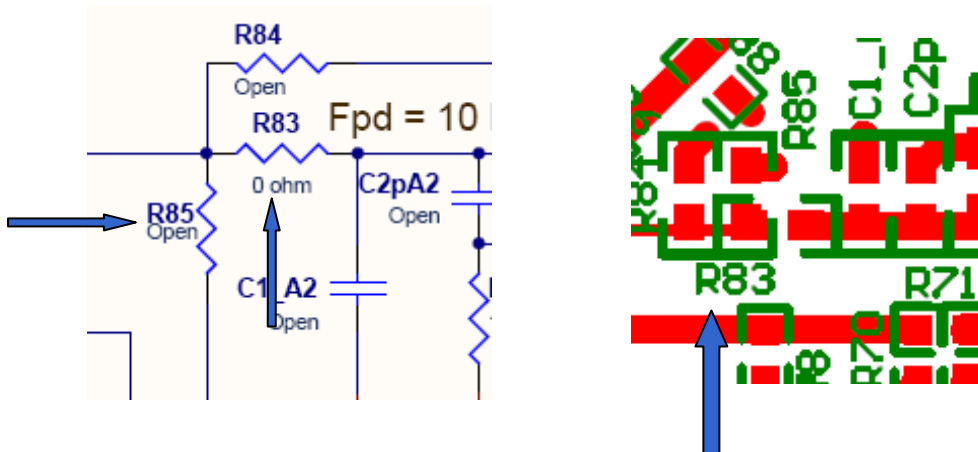 R84
Open
R83
Fpd = 10
0 ohm
C2pA2
Open
R85
Open
C1_A2
Open
R85
C1_
C2p
R84
R83
R71
R70